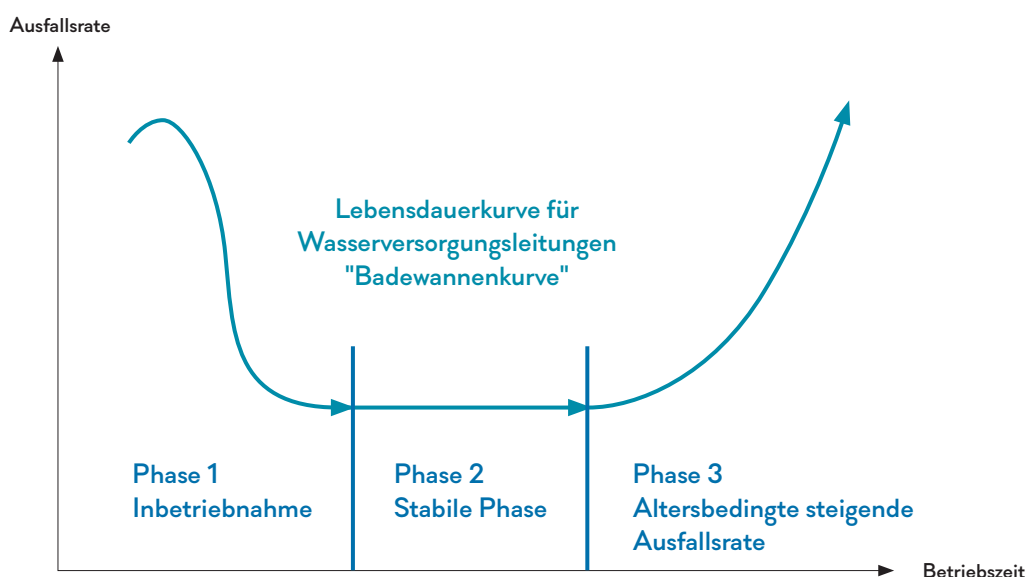 Ausfallsrate
Lebensdauerkurve für
Wasserversorgungsleitungen
"Badewannenkurve"
Phase 1
Inbetriebnahme
Phase 2
Stabile Phase
Phase 3
Altersbedingte steigende
Ausfallsrate
Betriebszeit